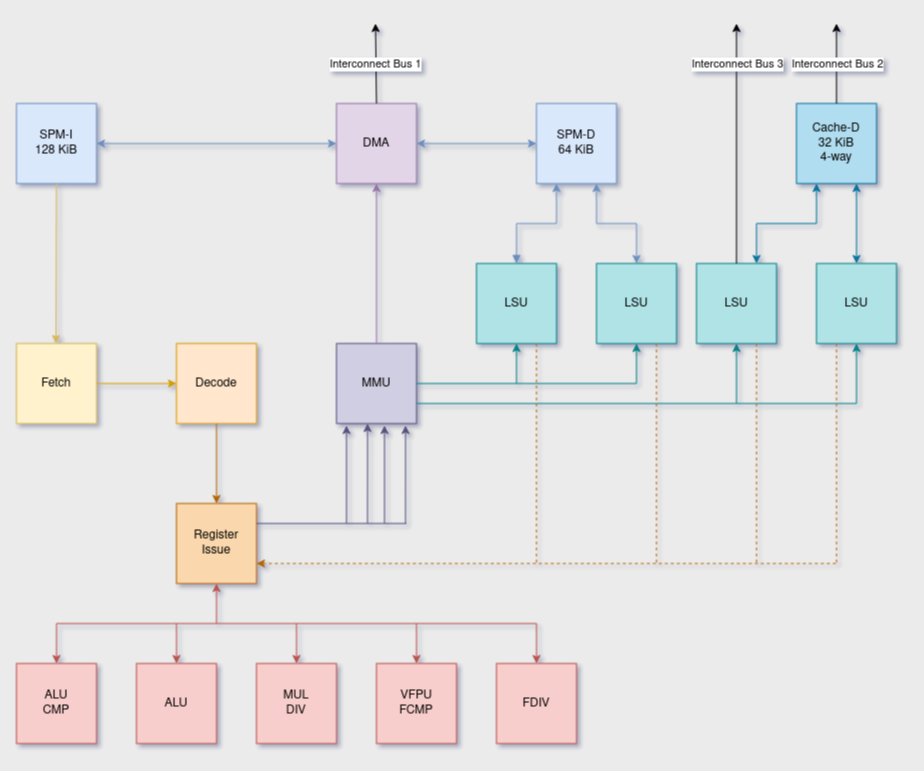 Interconnect Bus 1
Interconnect Bus 3
Interconnect Bus 2
SPM-I
128 KiB
DMA
SPM-D
64 KiB
Cache-D
32 KiB
4-way
LSU
LSU
LSU
LSU
Fetch
Decode
MMU
Register
Issue
ALU
CMP
ALU
MUL
DIV
VFPU
FCMP
FDIV